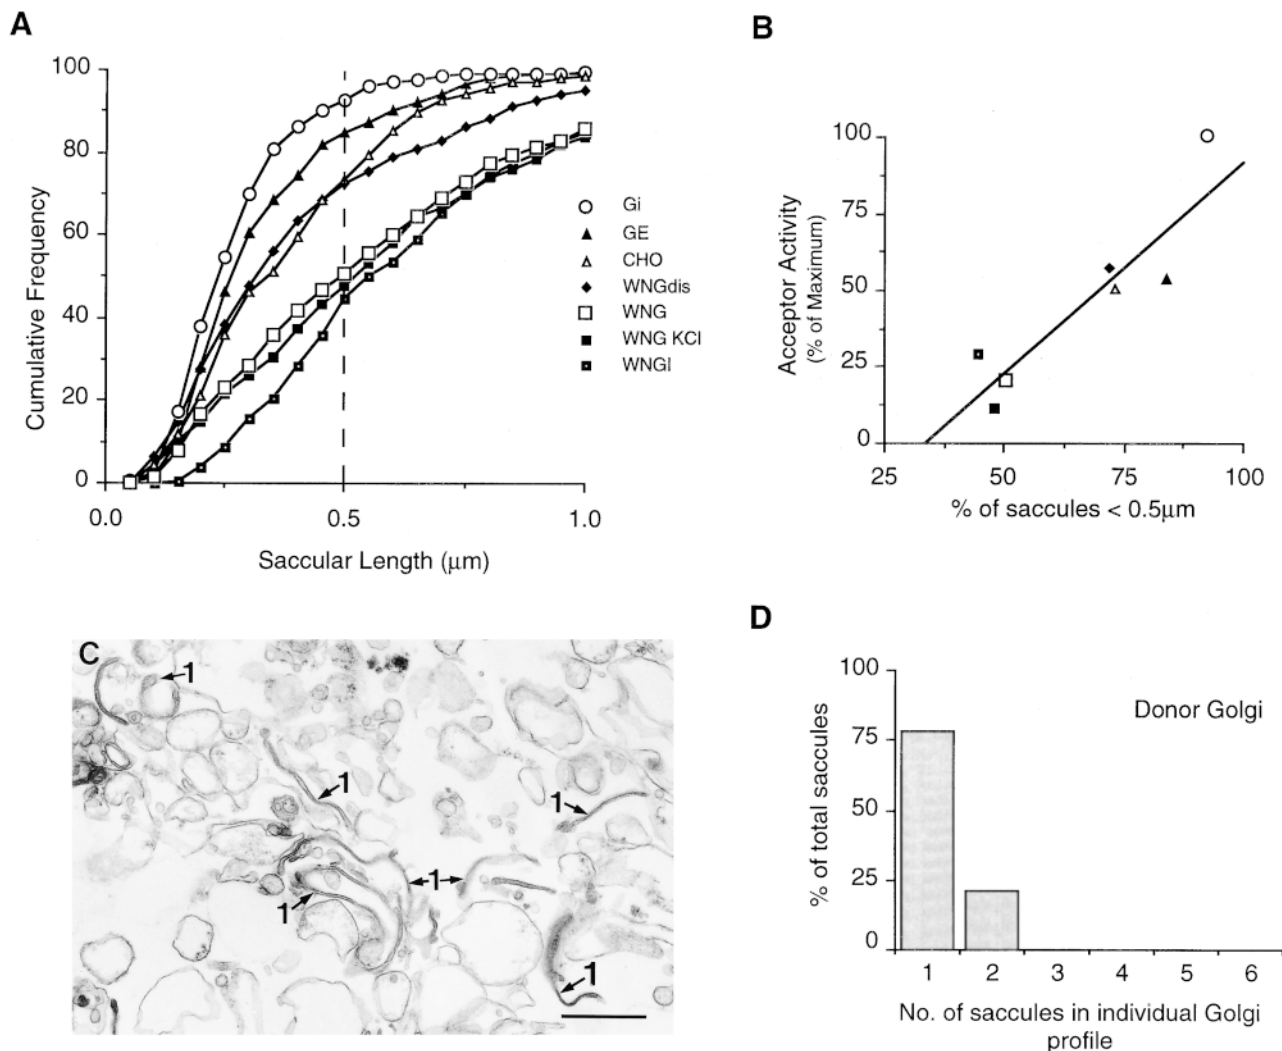 A
100
80
60
40
20
0
Cumulative Frequency
0.0
0.5
1.0
Saccular Length (μm)
Gi
GE
CHO
WNGdis
WNG
WNG KCl
WNGI
B
100
75
50
25
0
Acceptor Activity
(% of Maximum)
25
50
75
100
% of saccules < 0.5μm
C
1
1
1
1
1
1
D
100
75
50
25
0
% of total saccules
Donor Golgi
1
2
3
4
5
6
No. of saccules in individual Golgi
profile